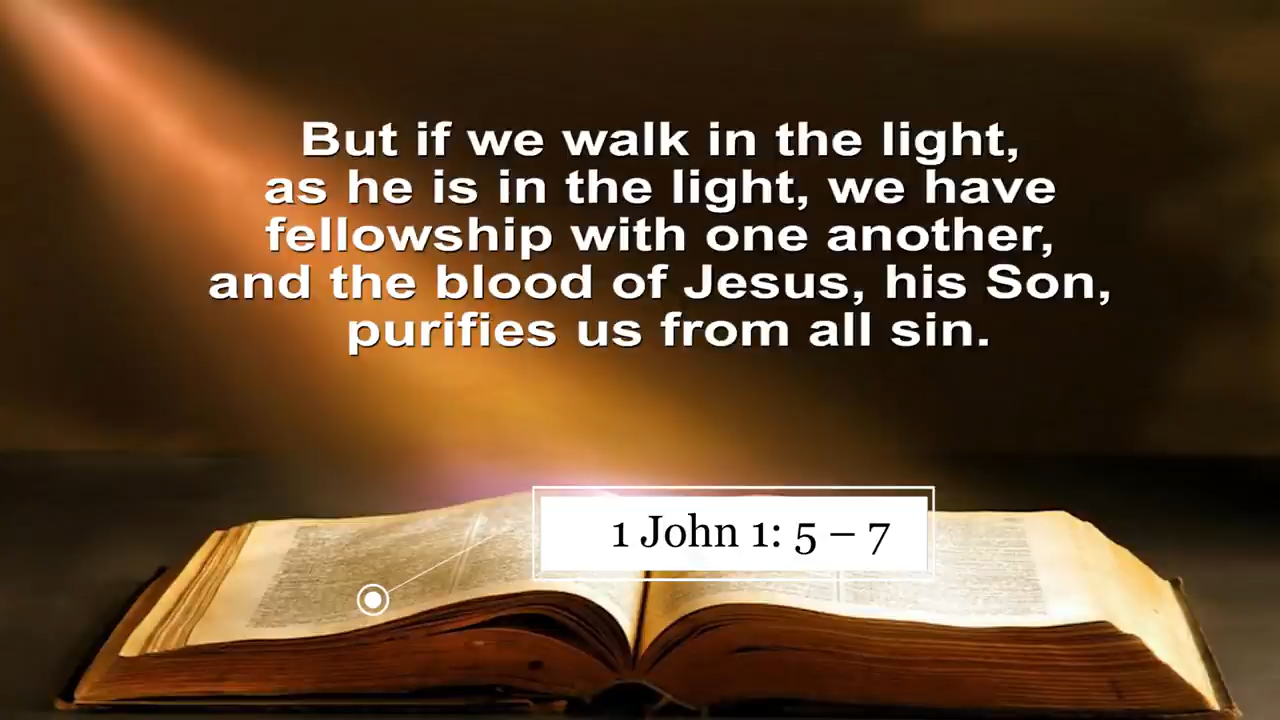 But if we walk in the light,
as he is in the light, we have
fellowship with one another,
and the blood of Jesus, his Son,
purifies us from all sin.
1 John 1: 5 – 7